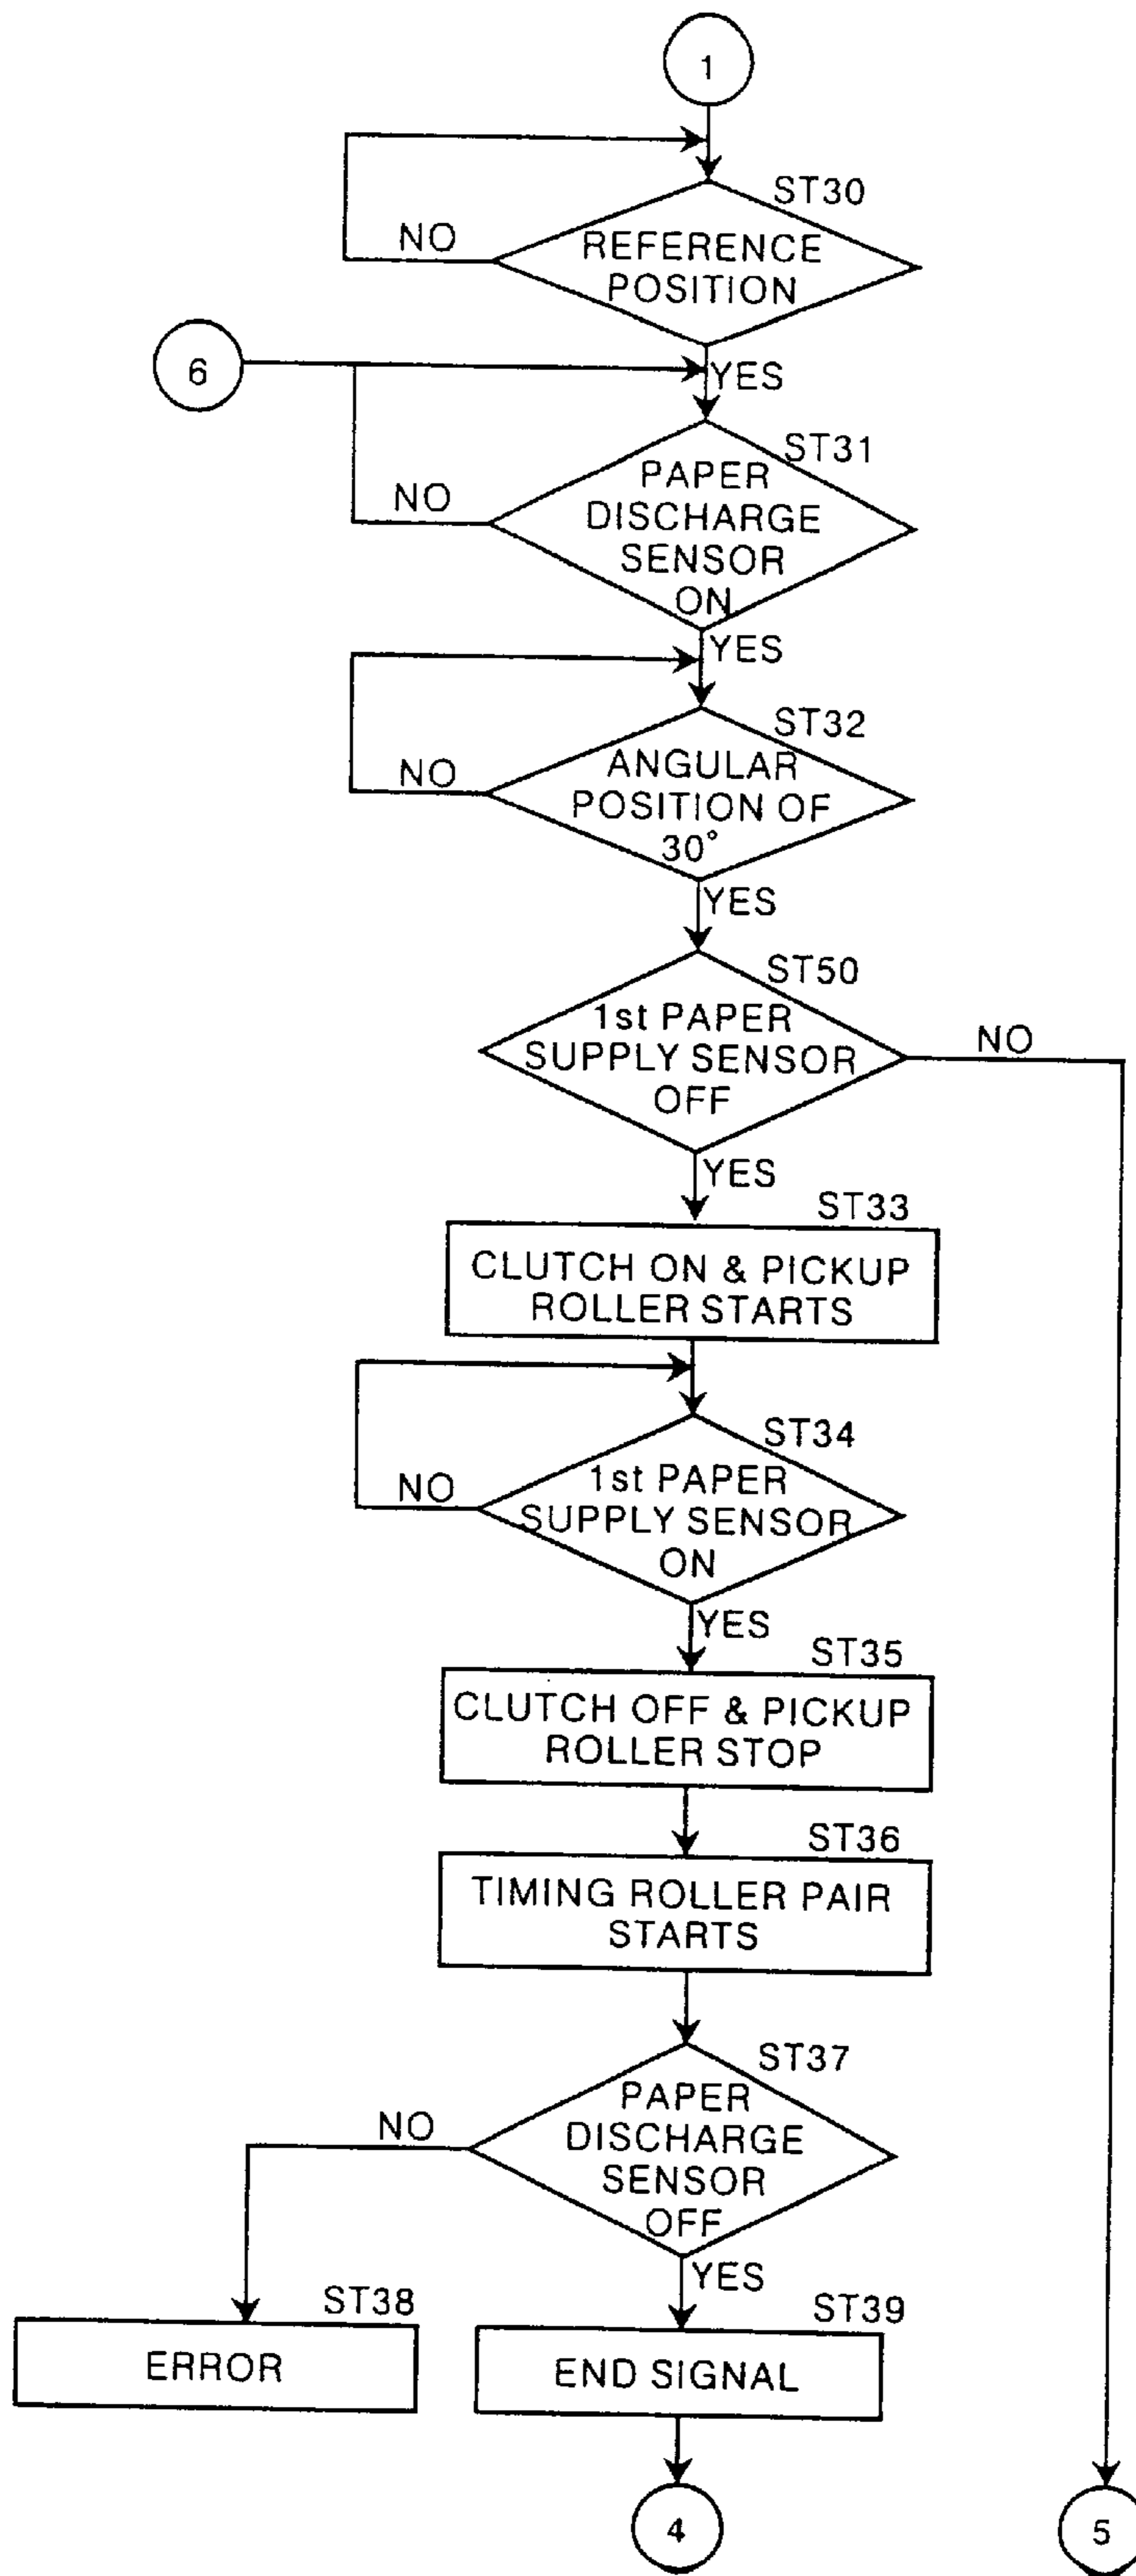 1
ST30
NO
REFERENCE
POSITION
6
YES
ST31
NO
PAPER
DISCHARGE
SENSOR
ON
YES
ST32
NO
ANGULAR
POSITION OF
30°
YES
ST50
1st PAPER
SUPPLY SENSOR
OFF
NO
YES
ST33
CLUTCH ON & PICKUP
ROLLER STARTS
ST34
NO
1st PAPER
SUPPLY SENSOR
ON
YES
ST35
CLUTCH OFF & PICKUP
ROLLER STOP
ST36
TIMING ROLLER PAIR
STARTS
ST37
NO
PAPER
DISCHARGE
SENSOR
OFF
YES
ST38
ERROR
ST39
END SIGNAL
4
5